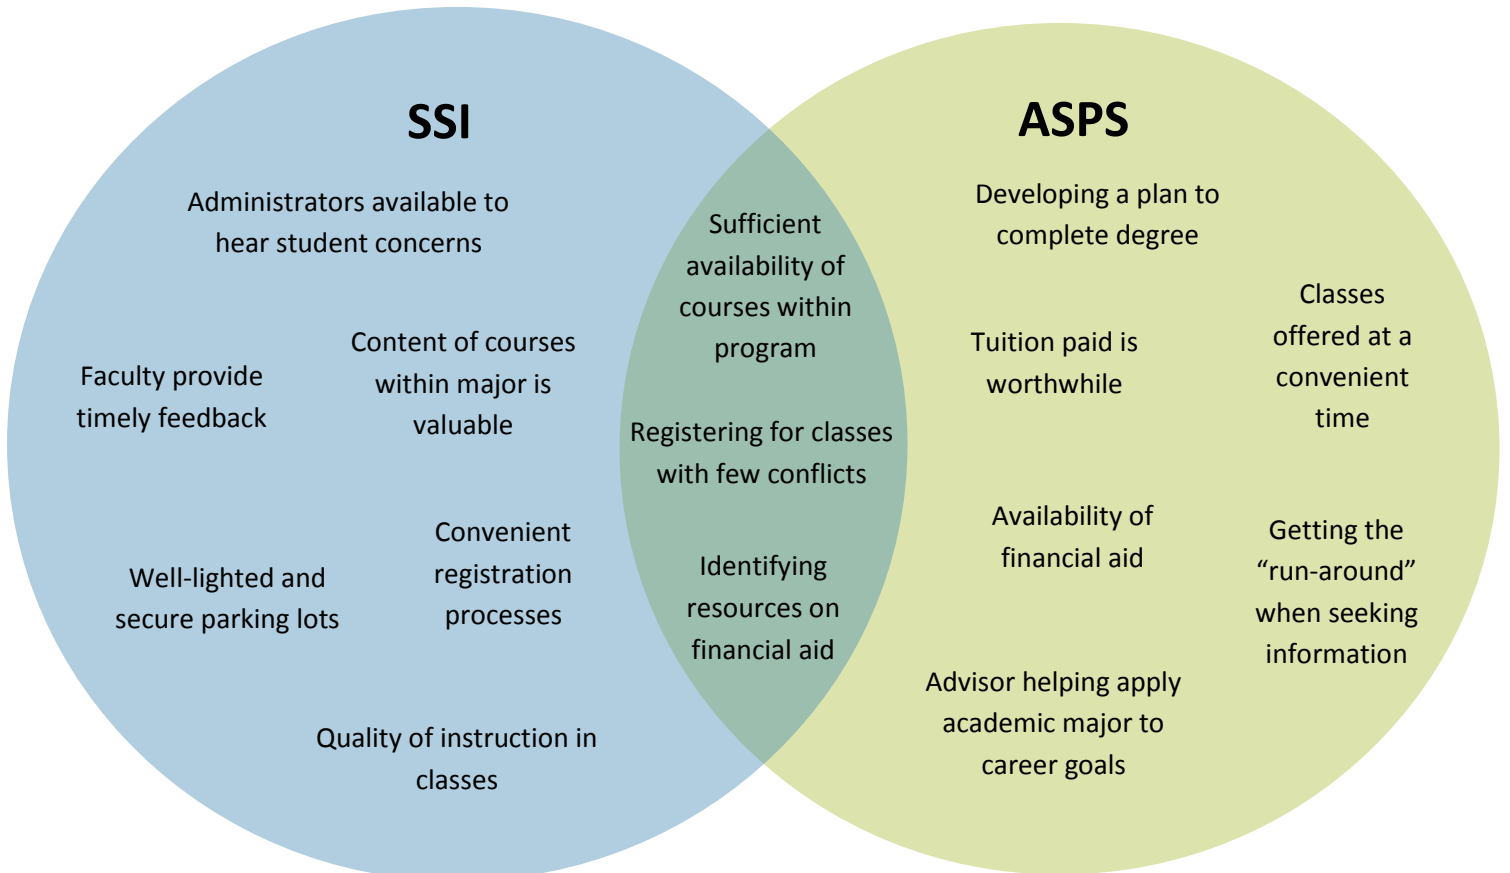 SSI
Administrators available to
hear student concerns
Faculty provide
timely feedback
Content of courses
within major is
valuable
Well-lighted and
secure parking lots
Convenient
registration
processes
Quality of instruction in
classes
Sufficient
availability of
courses within
program
Registering for classes
with few conflicts
Identifying
resources on
financial aid
ASPS
Developing a plan to
complete degree
Tuition paid is
worthwhile
Classes
offered at a
convenient
time
Availability of
financial aid
Getting the
“run-around”
when seeking
information
Advisor helping apply
academic major to
career goals